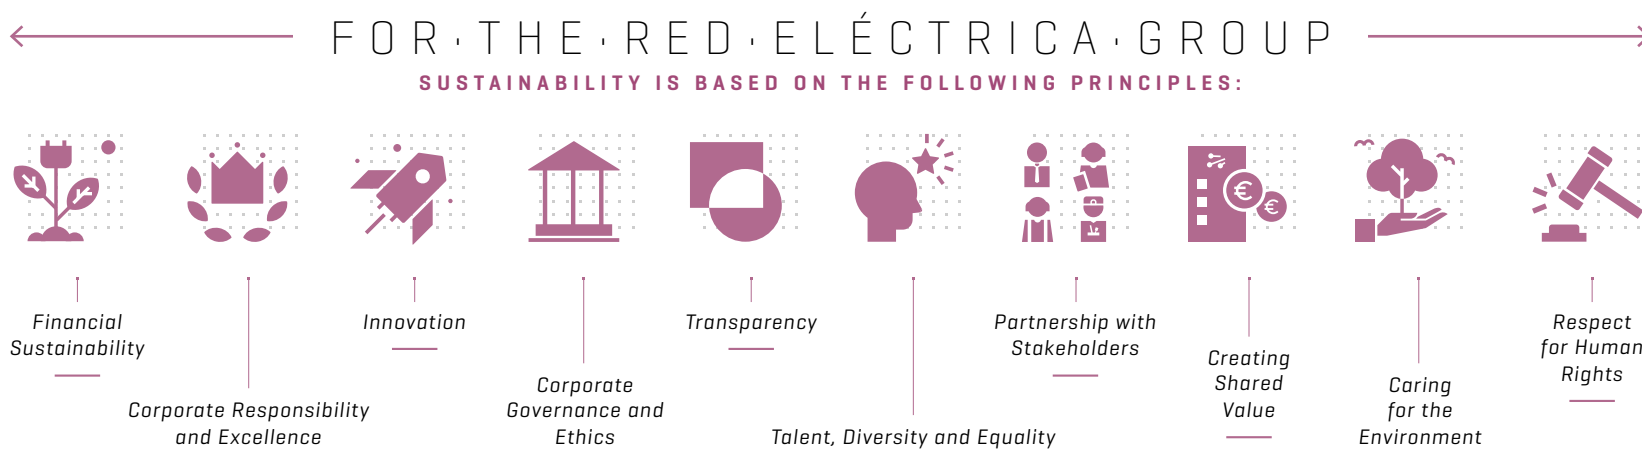 FOR·THE·RED·ELÉCTRICA·GROUP
SUSTAINABILITY IS BASED ON THE FOLLOWING PRINCIPLES:
Financial
Sustainability
Corporate Responsibility
and Excellence
Innovation
Corporate
Governance and
Ethics
Transparency
Talent, Diversity and Equality
Partnership with
Stakeholders
Creating
Shared
Value
Caring
for the
Environment
Respect
for Human
Rights